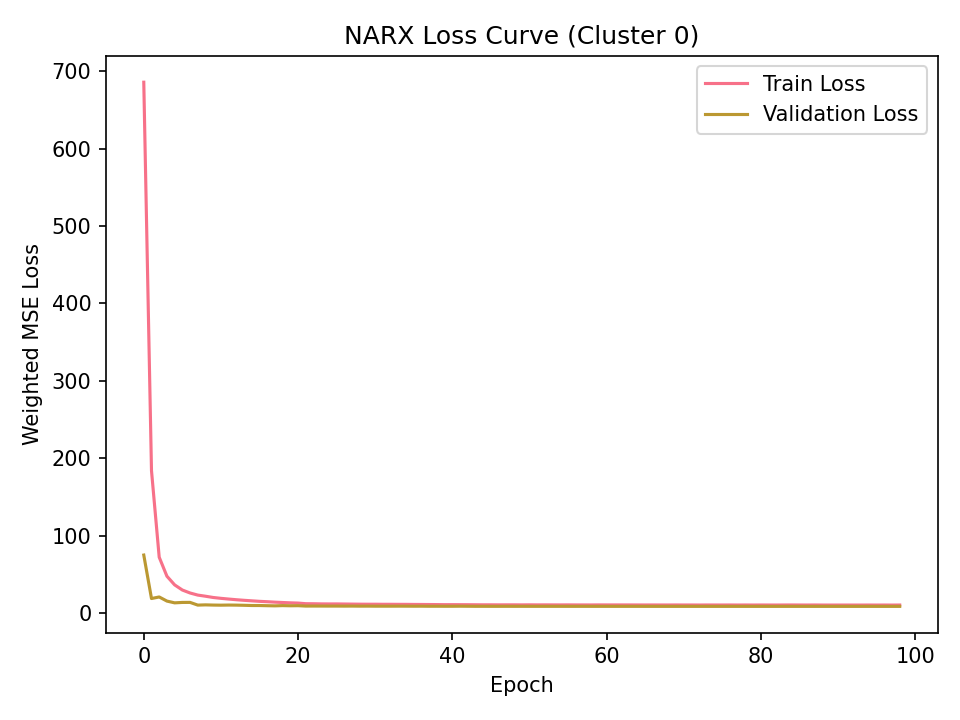 NARX Loss Curve (Cluster 0)
Train Loss
Validation Loss
Weighted MSE Loss
700
600
500
400
300
200
100
0
0 20 40 60 80 100
Epoch